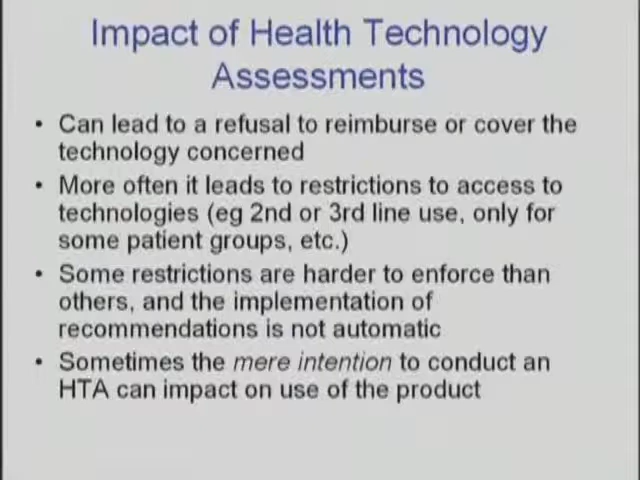 Impact of Health Technology
Assessments
• Can lead to a refusal to reimburse or cover the
technology concerned
• More often it leads to restrictions to access to
technologies (eg 2nd or 3rd line use, only for
some patient groups, etc.)
• Some restrictions are harder to enforce than
others, and the implementation of
recommendations is not automatic
• Sometimes the mere intention to conduct an
HTA can impact on use of the product